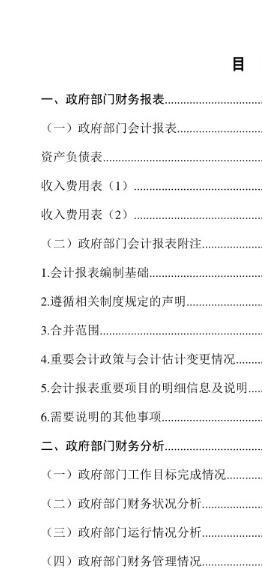 目
一、政府部门财务报表........................
（一）政府部门会计报表......................
资产负债表......................................
收入费用表（1）................................
收入费用表（2）................................
（二）政府部门会计报表附注................
1.会计报表编制基础............................
2.遵循相关制度规定的声明..................
3.合并范围........................................
4.重要会计政策与会计估计变更情况......
5.会计报表重要项目的明细信息及说明....
6.需要说明的其他事项........................
二、政府部门财务分析........................
（一）政府部门工作目标完成情况..........
（二）政府部门财务状况分析................
（三）政府部门运行情况分析................
（四）政府部门财务管理情况................